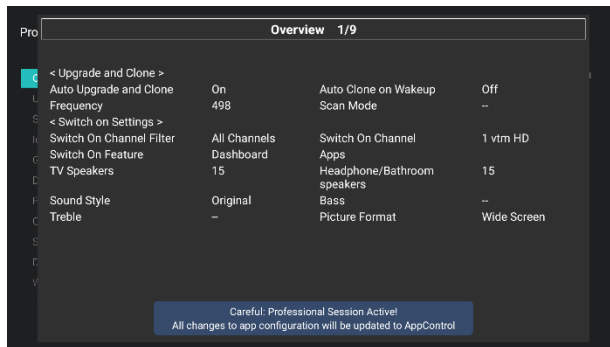 Overview 1/9
Pro
< Upgrade and Clone >
Auto Upgrade and Clone On Auto Clone on Wakeup Off
Frequency 498 Scan Mode --
< Switch on Settings >
Switch On Channel Filter All Channels Switch On Channel 1 vtm HD
Switch On Feature Dashboard Apps
TV Speakers 15 Headphone/Bathroom speakers 15
Sound Style Original Bass --
Treble -- Picture Format Wide Screen
Careful: Professional Session Active!
All changes to app configuration will be updated to AppControl